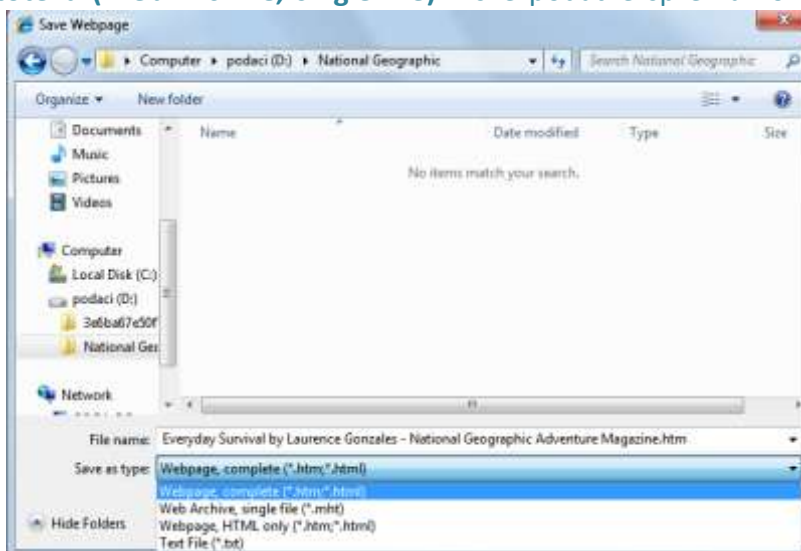 Save Webpage
Computer ▸ podaci (D:) ▸ National Geographic
Search National Geographic
Organize
New folder
Name
Date modified
Type
Size
No items match your search.
Documents
Music
Pictures
Videos
Computer
Local Disk (C:)
podaci (D:)
3e6ba67e50f
National Geo
Network
File name: Everyday Survival by Laurence Gonzales - National Geographic Adventure Magazine.htm
Save as type: Webpage, complete (*.htm;*.html)
Webpage, complete (*.htm;*.html)
Web Archive, single file (*.mht)
Webpage, HTML only (*.htm;*.html)
Text File (*.txt)
Hide Folders